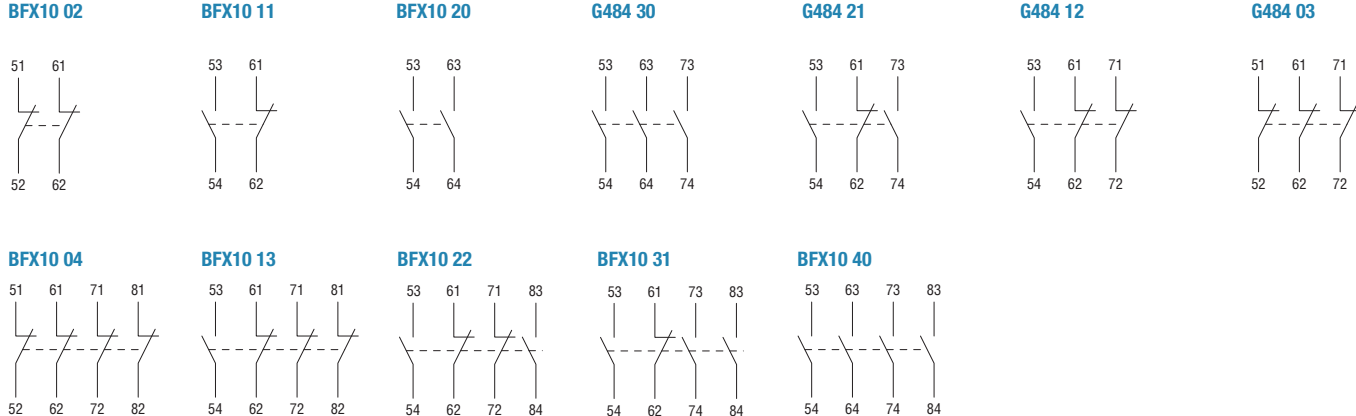 BFX10 02 BFX10 11 BFX10 20 G484 30 G484 21 G484 12 G484 03
51 61 53 61 53 63 53 63 73 53 61 73 53 61 71 51 61 71
52 62 54 62 54 64 54 64 74 54 62 74 54 62 72 52 62 72
BFX10 04 BFX10 13 BFX10 22 BFX10 31 BFX10 40
51 61 71 81 53 61 71 81 53 61 71 83 53 61 73 83 53 63 73 83
52 62 72 82 54 62 72 82 54 62 72 84 54 62 74 84 54 64 74 84